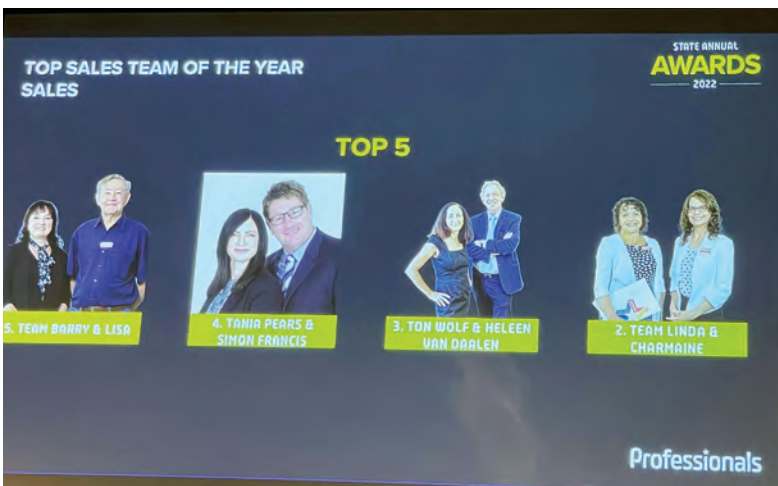 TOP SALES TEAM OF THE YEAR
SALES
STATE ANNUAL
AWARDS
2022
TOP 5
5. TEAM BARRY & LISA
4. TANIA PEARS &
SIMON FRANCIS
3. TON WOLF & HELEEN
VAN DAALEN
2. TEAM LINDA &
CHARMAINE
Professionals